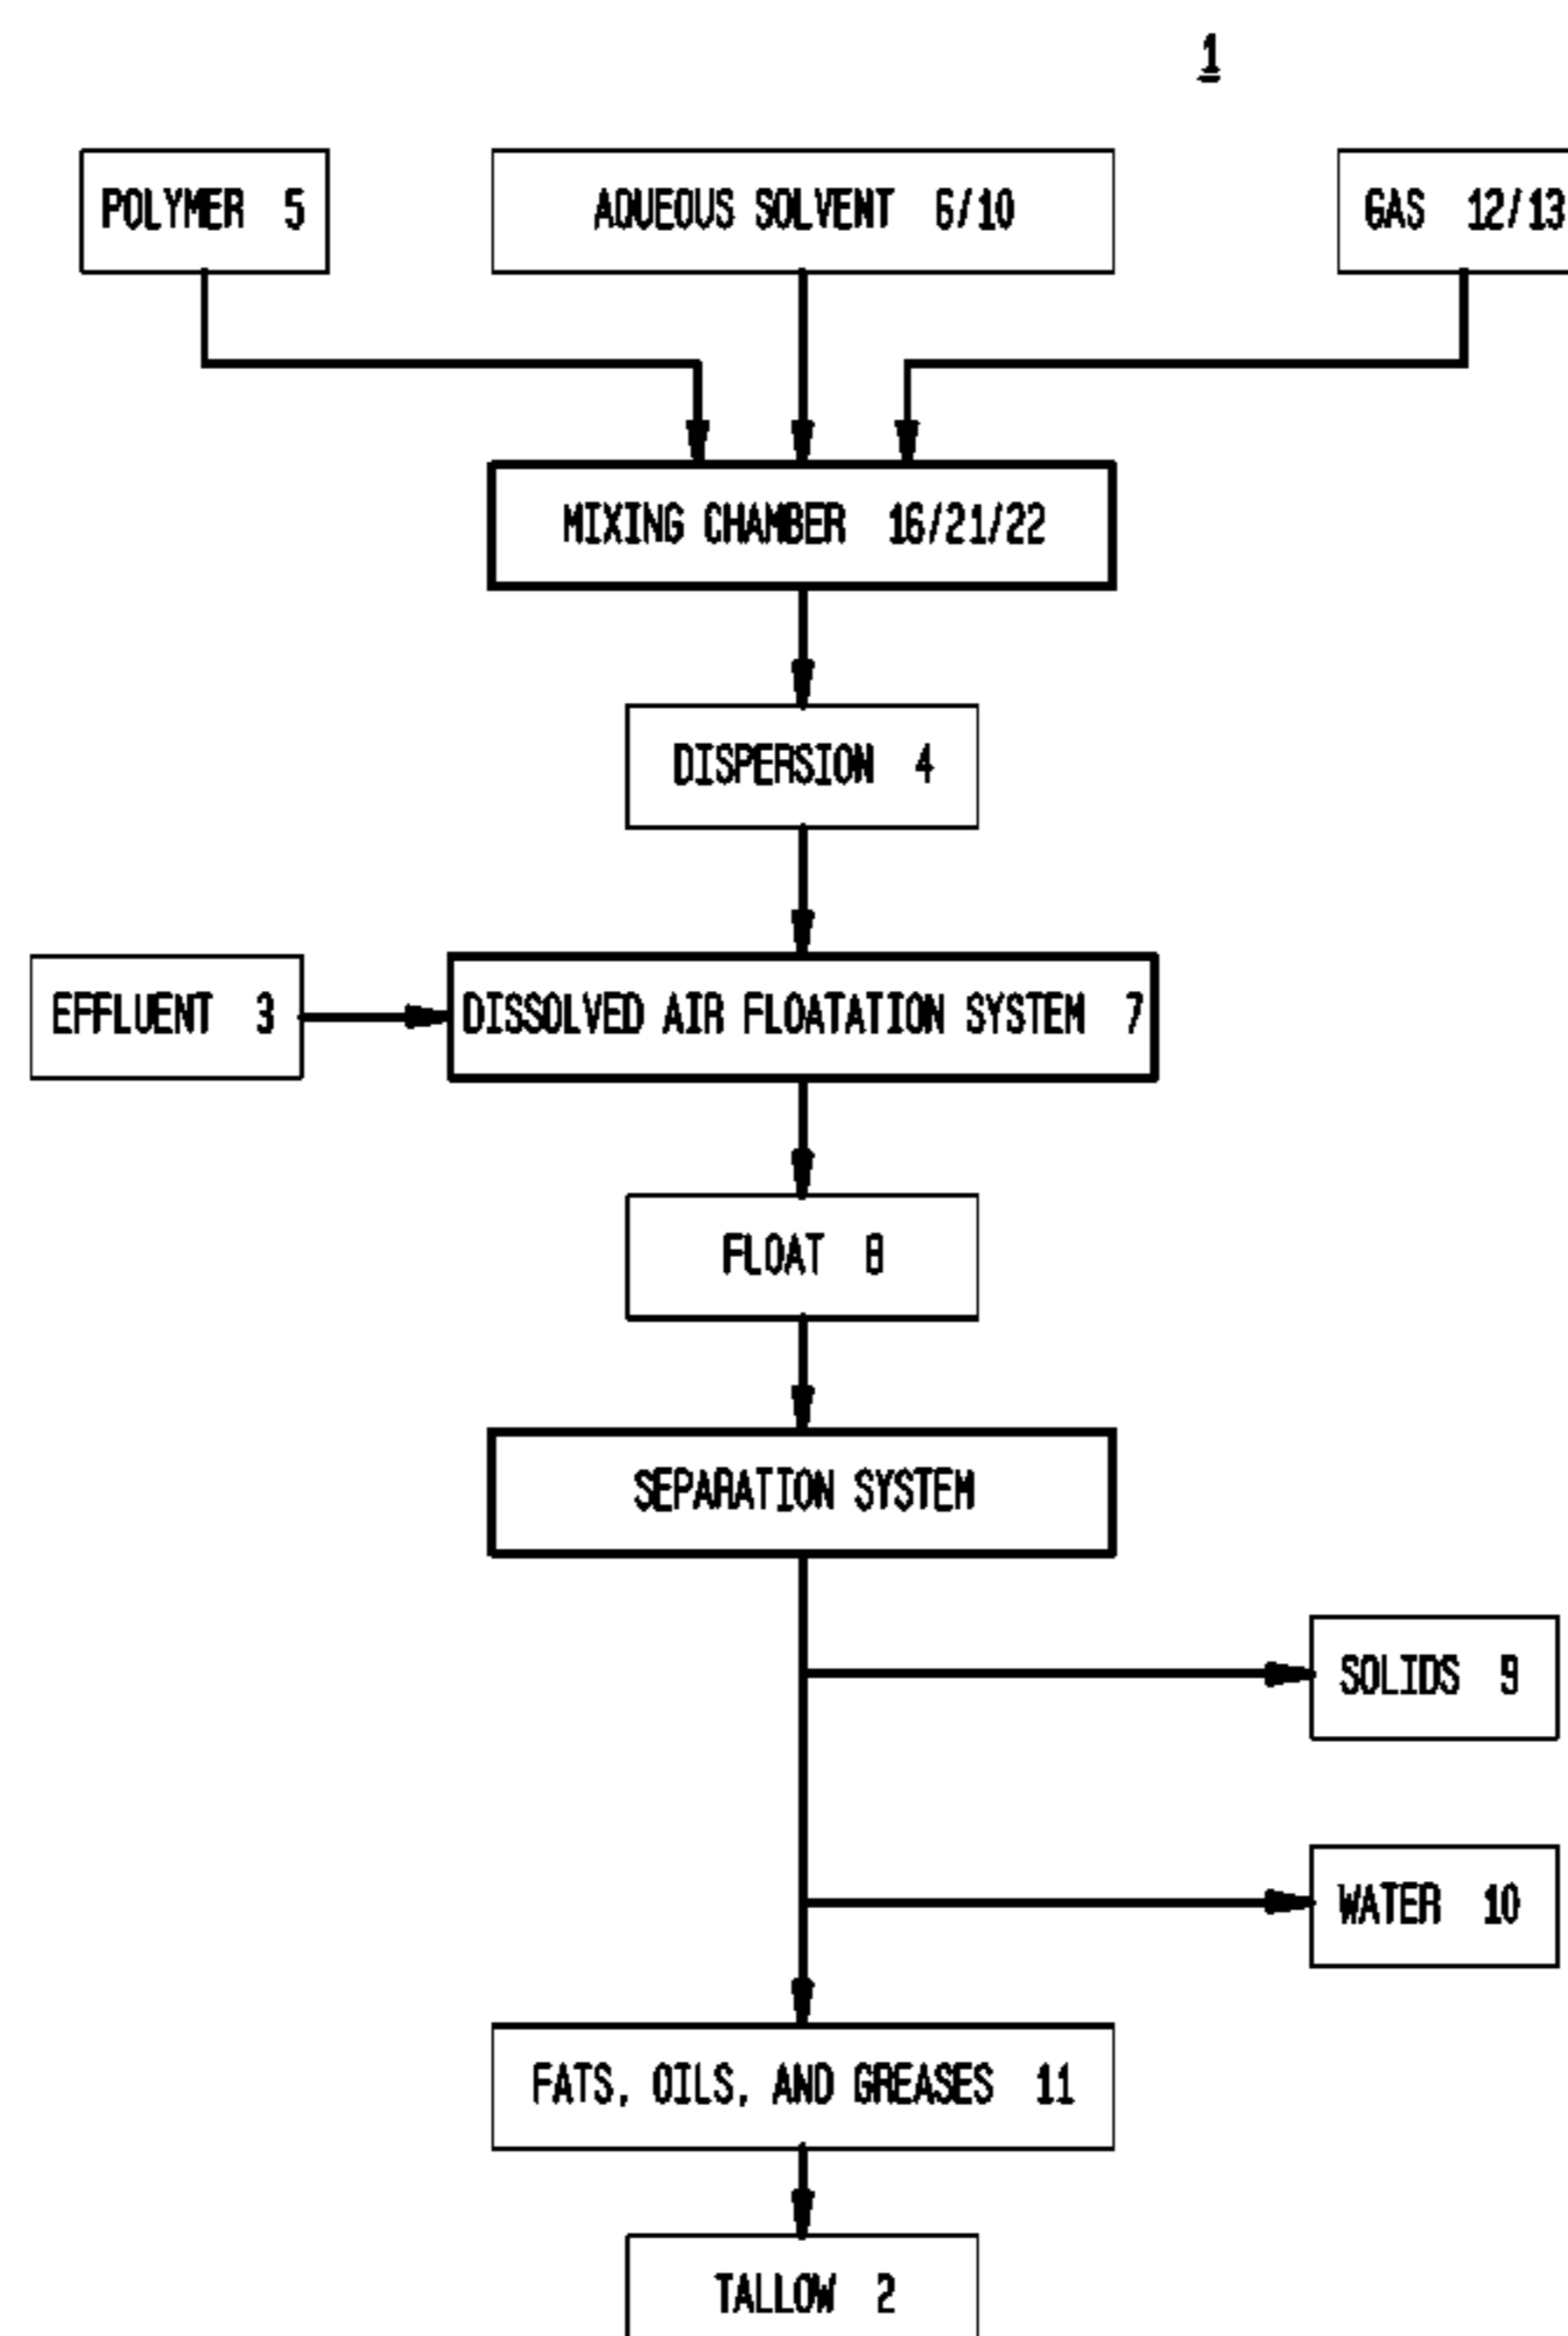 1
POLYMER 5
AQUEOUS SOLVENT 6/10
GAS 12/13
MIXING CHAMBER 16/21/22
DISPERSION 4
EFFLUENT 3
DISSOLVED AIR FLOATATION SYSTEM 7
FLOAT 8
SEPARATION SYSTEM
SOLIDS 9
WATER 10
FATS, OILS, AND GREASES 11
TALLOW 2